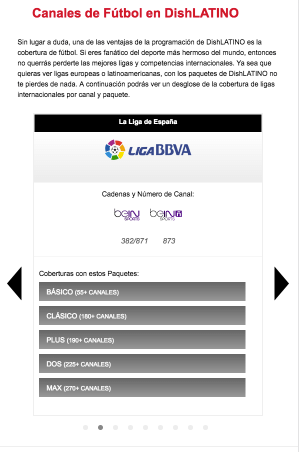 Canales de Fútbol en DishLATINO
Sin lugar a duda, una de las ventajas de la programación de DishLATINO es la
cobertura de fútbol. Si eres fanático del deporte más hermoso del mundo, entonces
no querrás perderte las mejores ligas y competencias internacionales. Ya sea que
quieras ver ligas europeas o latinoamericanas, con los paquetes de DishLATINO no
te pierdes de nada. A continuación podrás ver un desglose de la cobertura de ligas
internacionales por canal y paquete.
La Liga de España
LIGA BBVA
Cadenas y Número de Canal:
beIN SPORTS beIN ñ SPORTS
382/871 873
Coberturas con estos Paquetes:
BÁSICO (55+ CANALES)
CLÁSICO (180+ CANALES)
PLUS (190+ CANALES)
DOS (225+ CANALES)
MAX (270+ CANALES)